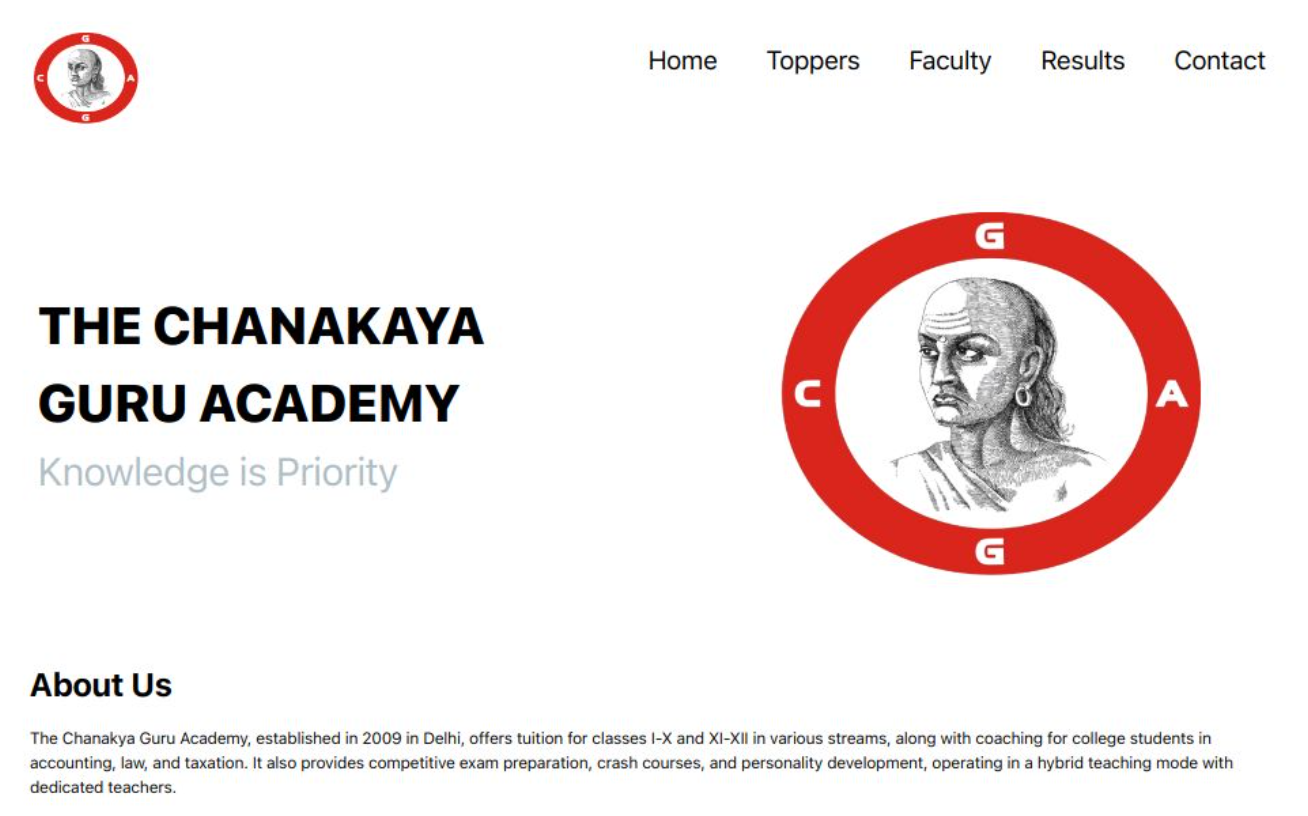 G
C A
G
Home Toppers Faculty Results Contact
G
THE CHANAKAYA
GURU ACADEMY
C A
Knowledge is Priority
G
About Us
The Chanakya Guru Academy, established in 2009 in Delhi, offers tuition for classes I-X and XI-XII in various streams, along with coaching for college students in
accounting, law, and taxation. It also provides competitive exam preparation, crash courses, and personality development, operating in a hybrid teaching mode with
dedicated teachers.